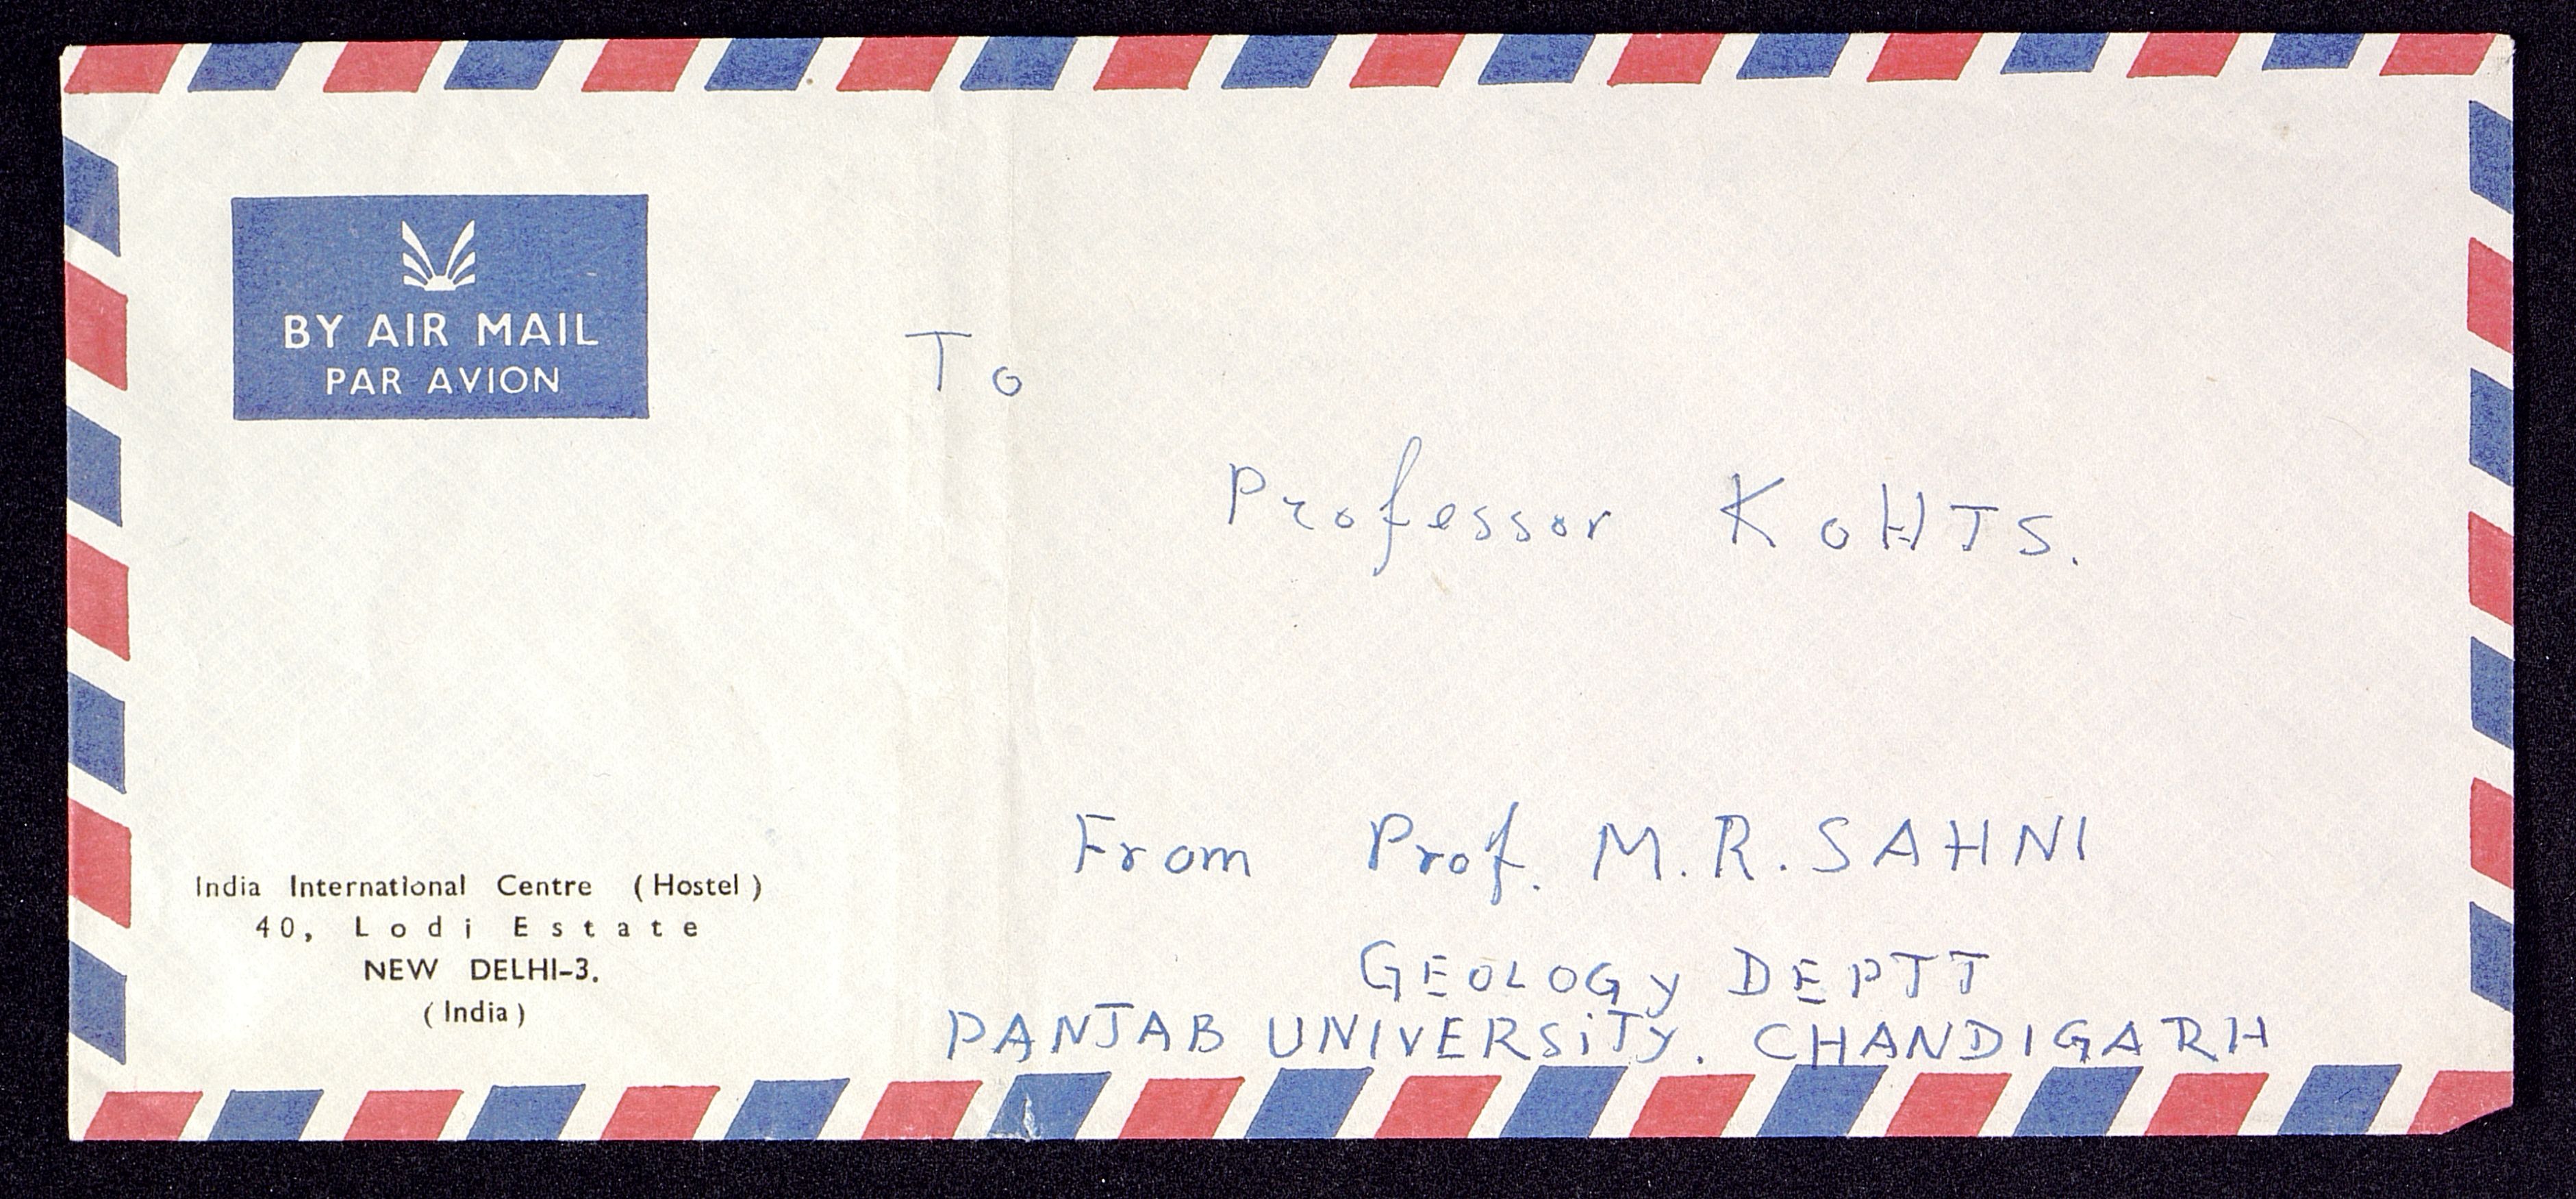 BY AIR MAIL
PAR AVION
To
Professor KOHTS.
From Prof. M.R. SAHNI
GEOLOGY DEPTT
PANJAB UNIVERSITY. CHANDIGARH
India International Centre (Hostel)
40, Lodi Estate
NEW DELHI-3.
(India)